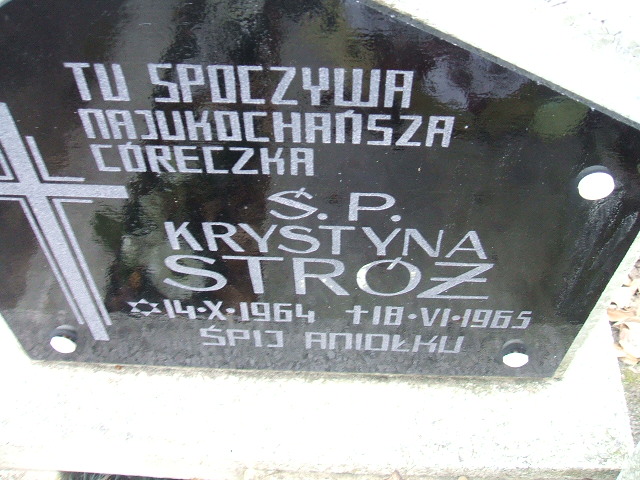 TU SPOCZYWA
NAJUKOCHAŃSZA
CÓRECZKA
Ś. P.
KRYSTYNA
STRÓŻ
✡14·X·1964 ✝18·VI·1965
ŚPIJ ANIOŁKU